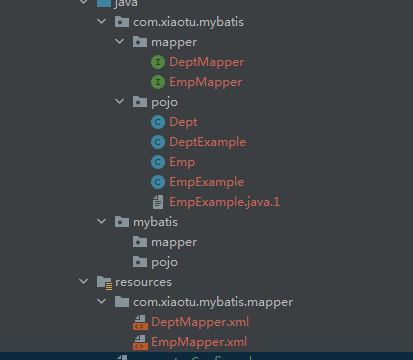 java
com.xiaotu.mybatis
mapper
DeptMapper
EmpMapper
pojo
Dept
DeptExample
Emp
EmpExample
EmpExample.java.1
mybatis
mapper
pojo
resources
com.xiaotu.mybatis.mapper
DeptMapper.xml
EmpMapper.xml